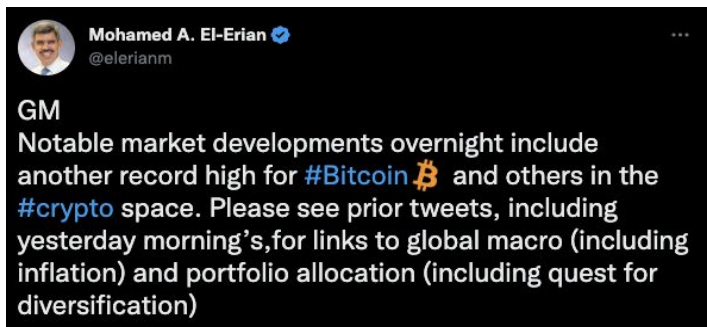 Mohamed A. El-Erian
@elerianm
GM
Notable market developments overnight include
another record high for #Bitcoin and others in the
#crypto space. Please see prior tweets, including
yesterday morning’s,for links to global macro (including
inflation) and portfolio allocation (including quest for
diversification)